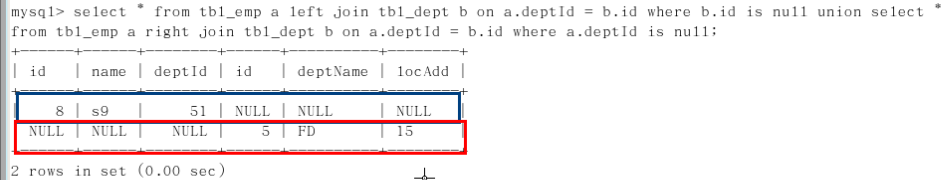 mysql> select * from tbl_emp a left join tbl_dept b on a.deptId = b.id where b.id is null union select *
from tbl_emp a right join tbl_dept b on a.deptId = b.id where a.deptId is null;
+------+------+--------+------+----------+--------+
| id | name | deptId | id | deptName | locAdd |
+------+------+--------+------+----------+--------+
| 8 | s9 | 51 | NULL | NULL | NULL |
| NULL | NULL | NULL | 5 | FD | 15 |
+------+------+--------+------+----------+--------+
2 rows in set (0.00 sec)